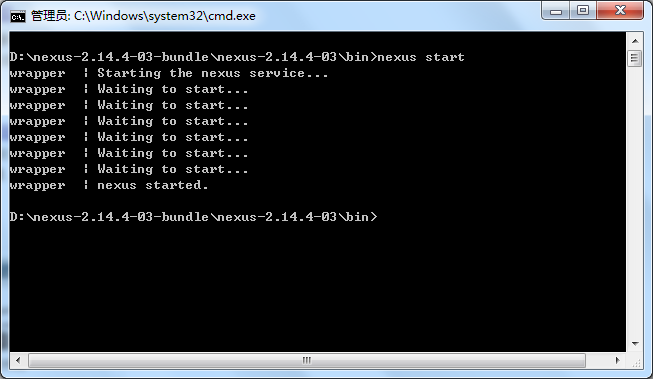 管理员: C:\Windows\system32\cmd.exe
D:\nexus-2.14.4-03-bundle\nexus-2.14.4-03\bin>nexus start
wrapper  | Starting the nexus service...
wrapper  | Waiting to start...
wrapper  | Waiting to start...
wrapper  | Waiting to start...
wrapper  | Waiting to start...
wrapper  | Waiting to start...
wrapper  | Waiting to start...
wrapper  | nexus started.
D:\nexus-2.14.4-03-bundle\nexus-2.14.4-03\bin>